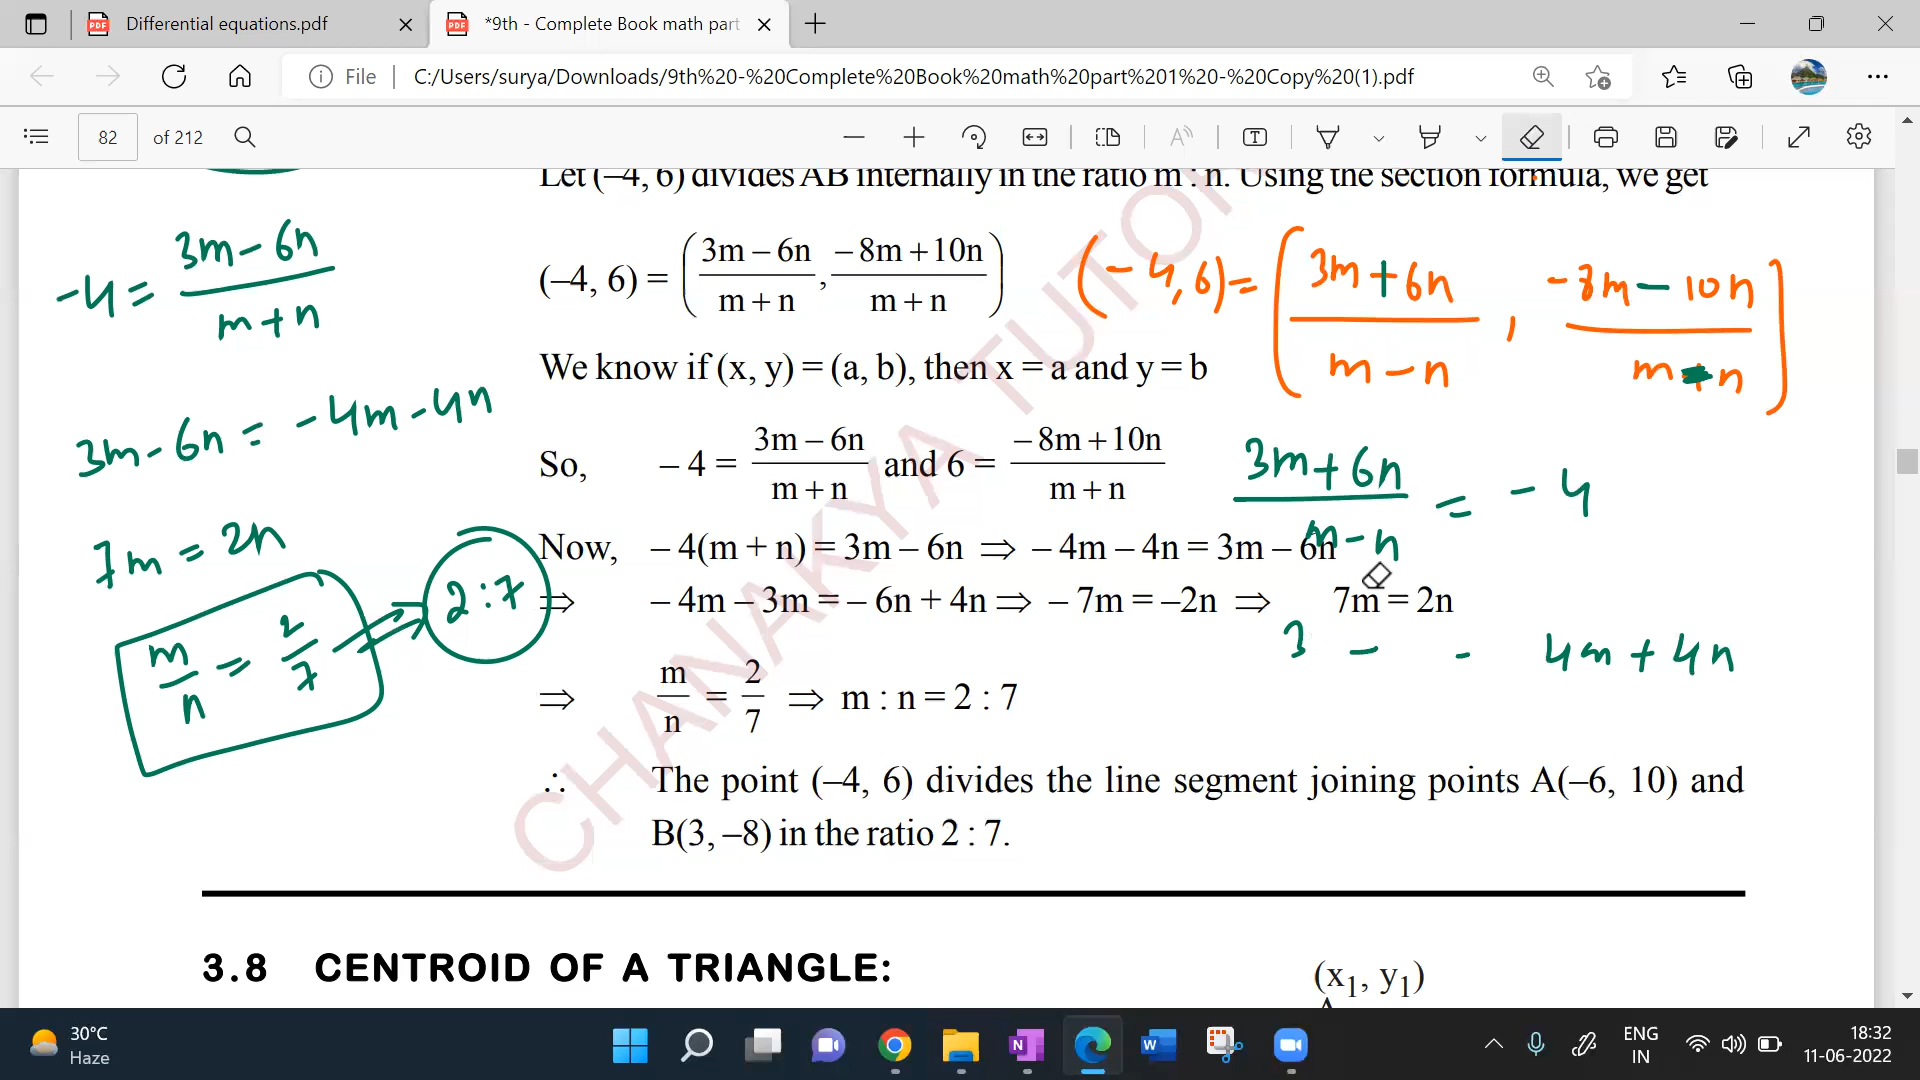 Differential equations.pdf
*9th - Complete Book math part
File
C:/Users/surya/Downloads/9th%20-%20Complete%20Book%20math%20part%201%20-%20Copy%20(1).pdf
82 of 212
Let (–4, 6) divides AB internally in the ratio m : n. Using the section formula, we get
-4 = (3m - 6n)/(m + n)
(–4, 6) = ((3m – 6n)/(m + n), (– 8m + 10n)/(m + n))
(-4,6) = [(3m + 6n)/(m - n), (-8m - 10n)/(m - n)]
We know if (x, y) = (a, b), then x = a and y = b
3m - 6n = -4m - 4n
So, – 4 = (3m – 6n)/(m + n) and 6 = (– 8m + 10n)/(m + n)
(3m + 6n)/(m - n) = - 4
7m = 2n
Now, – 4(m + n) = 3m – 6n ⇒ – 4m – 4n = 3m – 6n
2:7
⇒ – 4m – 3m = – 6n + 4n ⇒ – 7m = –2n ⇒ 7m = 2n
3 - - 4m + 4n
m/n = 2/7
⇒ m/n = 2/7 ⇒ m : n = 2 : 7
∴ The point (–4, 6) divides the line segment joining points A(–6, 10) and
B(3, –8) in the ratio 2 : 7.
3.8 CENTROID OF A TRIANGLE:
(x₁, y₁)
CHANAKYA TUTOR
30°C
Haze
ENG
IN
18:32
11-06-2022